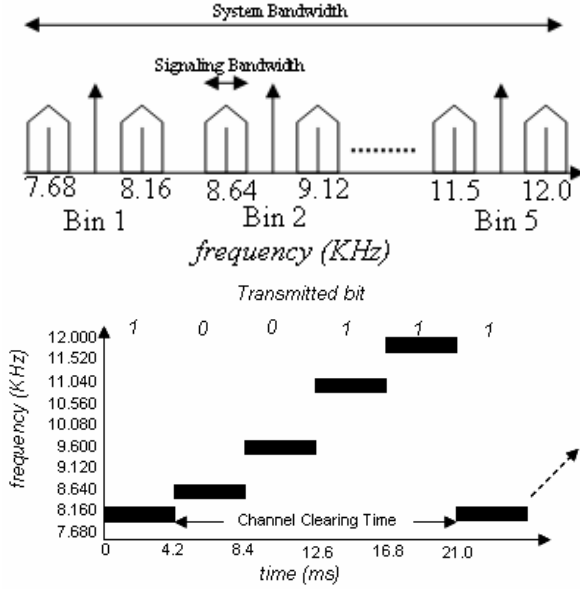 System Bandwidth
Signaling Bandwidth
7.68 8.16 8.64 9.12 11.5 12.0
Bin 1 Bin 2 Bin 5
frequency (KHz)
Transmitted bit
1 0 0 1 1 1
12.000
11.520
11.040
10.560
10.080
9.600
9.120
8.640
8.160
7.680
frequency (KHz)
Channel Clearing Time
0 4.2 8.4 12.6 16.8 21.0
time (ms)